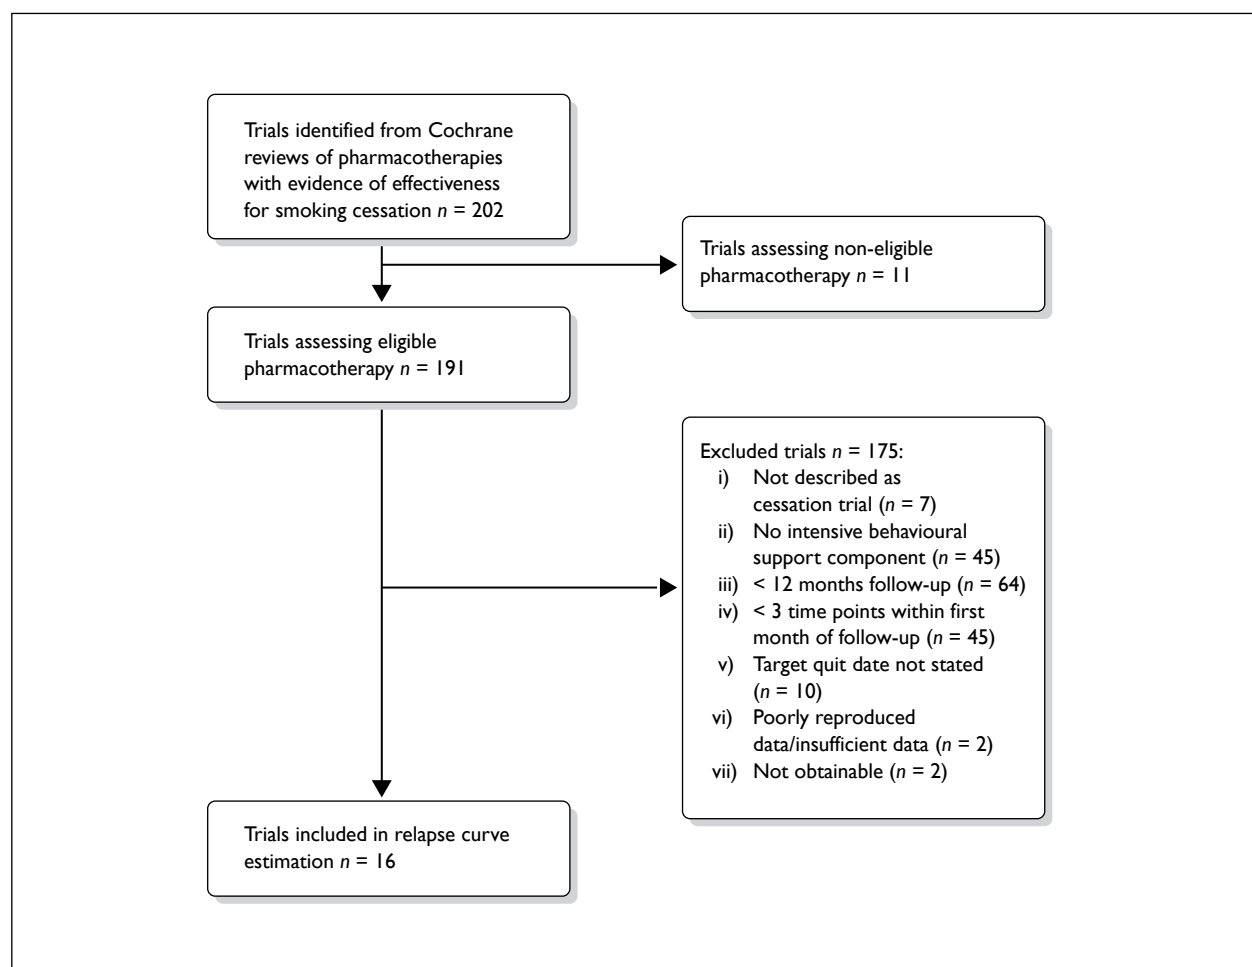 Trials identified from Cochrane
reviews of pharmacotherapies
with evidence of effectiveness
for smoking cessation n = 202
Trials assessing non-eligible
pharmacotherapy n = 11
Trials assessing eligible
pharmacotherapy n = 191
Excluded trials n = 175:
i) Not described as
cessation trial (n = 7)
ii) No intensive behavioural
support component (n = 45)
iii) < 12 months follow-up (n = 64)
iv) < 3 time points within first
month of follow-up (n = 45)
v) Target quit date not stated
(n = 10)
vi) Poorly reproduced
data/insufficient data (n = 2)
vii) Not obtainable (n = 2)
Trials included in relapse curve
estimation n = 16